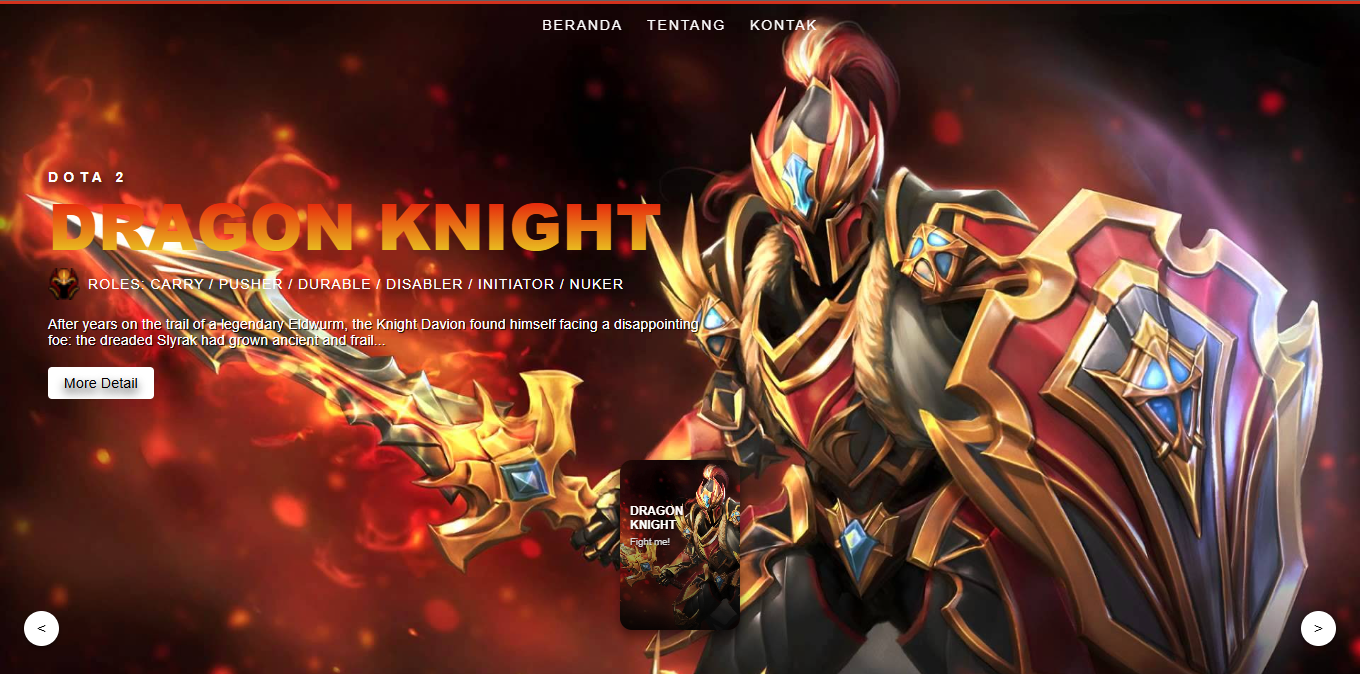 BERANDA TENTANG KONTAK
DOTA 2
DRAGON KNIGHT
ROLES: CARRY / PUSHER / DURABLE / DISABLER / INITIATOR / NUKER
After years on the trail of a legendary Eldwurm, the Knight Davion found himself facing a disappointing
foe: the dreaded Slyrak had grown ancient and frail...
More Detail
DRAGON
KNIGHT
Fight me!
< >